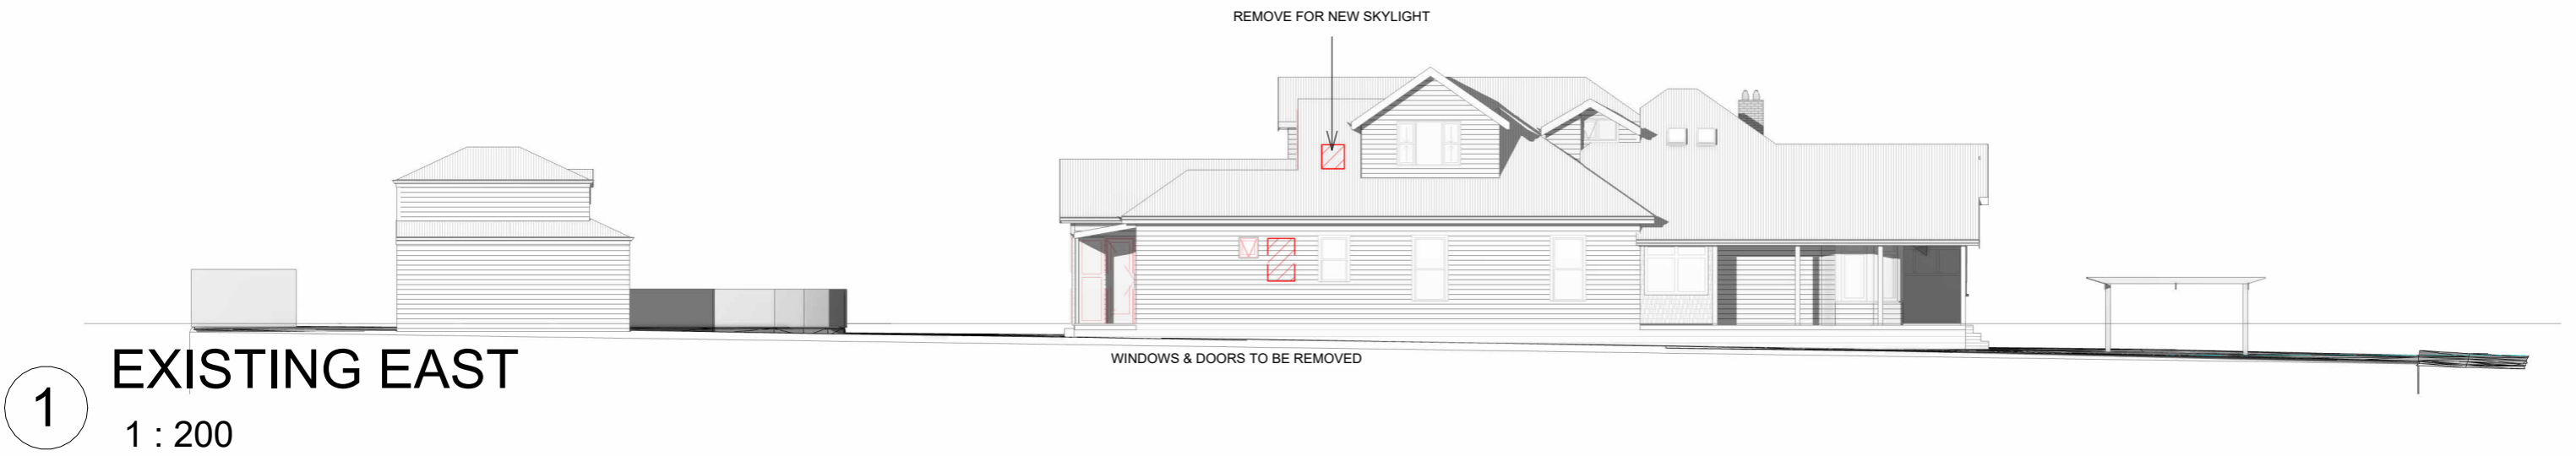 REMOVE FOR NEW SKYLIGHT
WINDOWS & DOORS TO BE REMOVED
1
EXISTING EAST
1 : 200